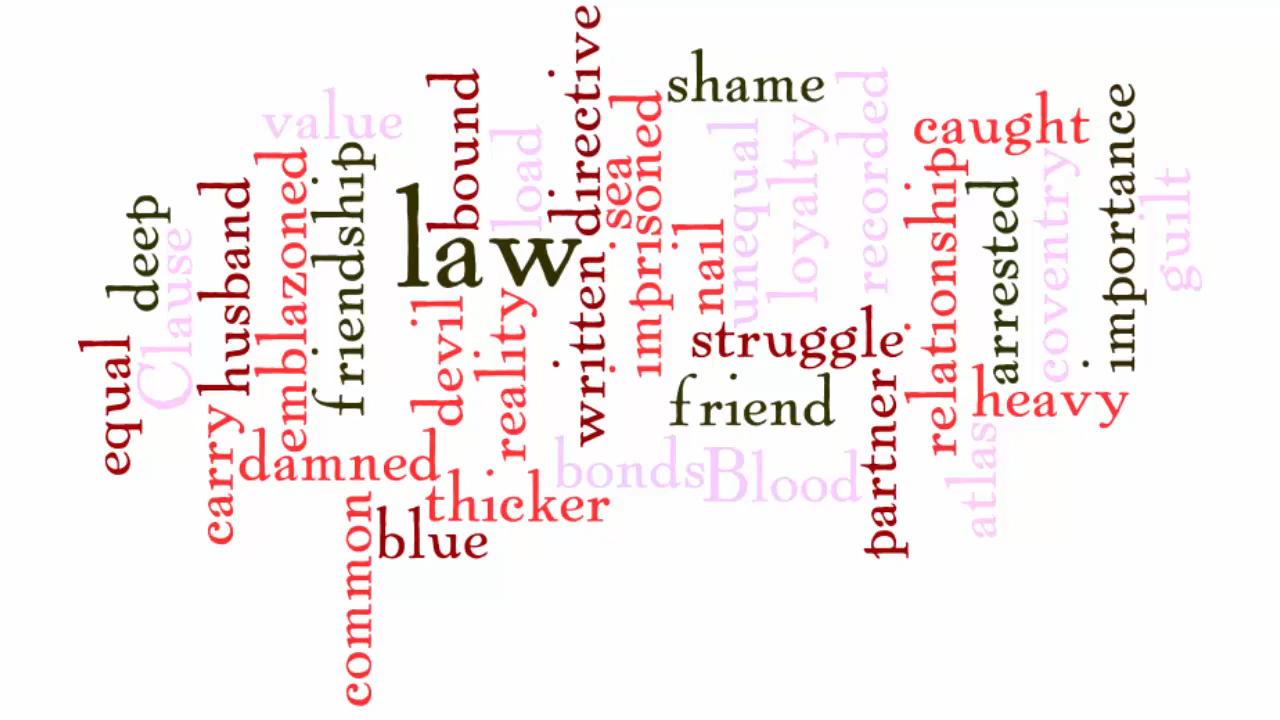 equal
deep
Clause
carry
husband
emblazoned
value
friendship
damned
common
blue
law
bound
devil
thicker
reality
load
directive
written
sea
imprisoned
bonds
shame
nail
unequal
loyalty
struggle
friend
Blood
recorded
partner
caught
relationship
arrested
heavy
atlas
coventry
importance
guilt